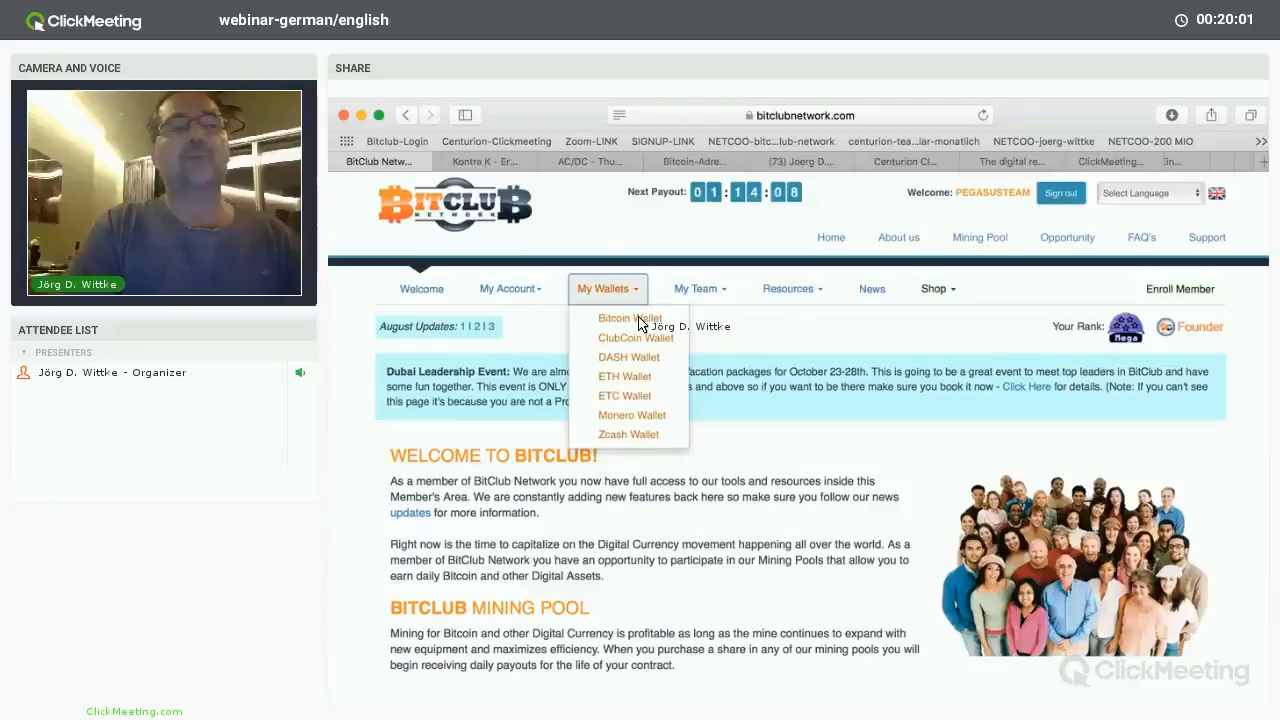 ClickMeeting
webinar-german/english
00:20:01
CAMERA AND VOICE
SHARE
Jörg D. Wittke
ATTENDEE LIST
PRESENTERS
Jörg D. Wittke - Organizer
ClickMeeting.com
bitclubnetwork.com
Bitclub-Login Centurion-Clickmeeting Zoom-LINK SIGNUP-LINK NETCOO-bitc...lub-network centurion-tea...lar-monatlich NETCOO-joerg-wittke NETCOO-200 MIO
BitClub Netw... Kontra K - Er... AC/DC - Thu... Bitcoin-Adre... (73) Joerg D.... Centurion Cl... The digital re... ClickMeeting...
BITCLUB
NETWORK
Next Payout: 01:14:08
Welcome: PEGASUSTEAM Sign out Select Language
Home About us Mining Pool Opportunity FAQ's Support
Welcome My Account My Wallets My Team Resources News Shop Enroll Member
August Updates: 1 | 2 | 3
Bitcoin Wallet
Jörg D. Wittke
ClubCoin Wallet
DASH Wallet
ETH Wallet
ETC Wallet
Monero Wallet
Zcash Wallet
Your Rank: Mega Founder
Dubai Leadership Event: We are almo acation packages for October 23-28th. This is going to be a great event to meet top leaders in BitClub and have
some fun together. This event is ONLY and above so if you want to be there make sure you book it now - Click Here for details. (Note: If you can't see
this page it's because you are not a Pro
WELCOME TO BITCLUB!
As a member of BitClub Network you now have full access to our tools and resources inside this
Member's Area. We are constantly adding new features back here so make sure you follow our news
updates for more information.
Right now is the time to capitalize on the Digital Currency movement happening all over the world. As a
member of BitClub Network you have an opportunity to participate in our Mining Pools that allow you to
earn daily Bitcoin and other Digital Assets.
BITCLUB MINING POOL
Mining for Bitcoin and other Digital Currency is profitable as long as the mine continues to expand with
new equipment and maximizes efficiency. When you purchase a share in any of our mining pools you will
begin receiving daily payouts for the life of your contract.
ClickMeeting